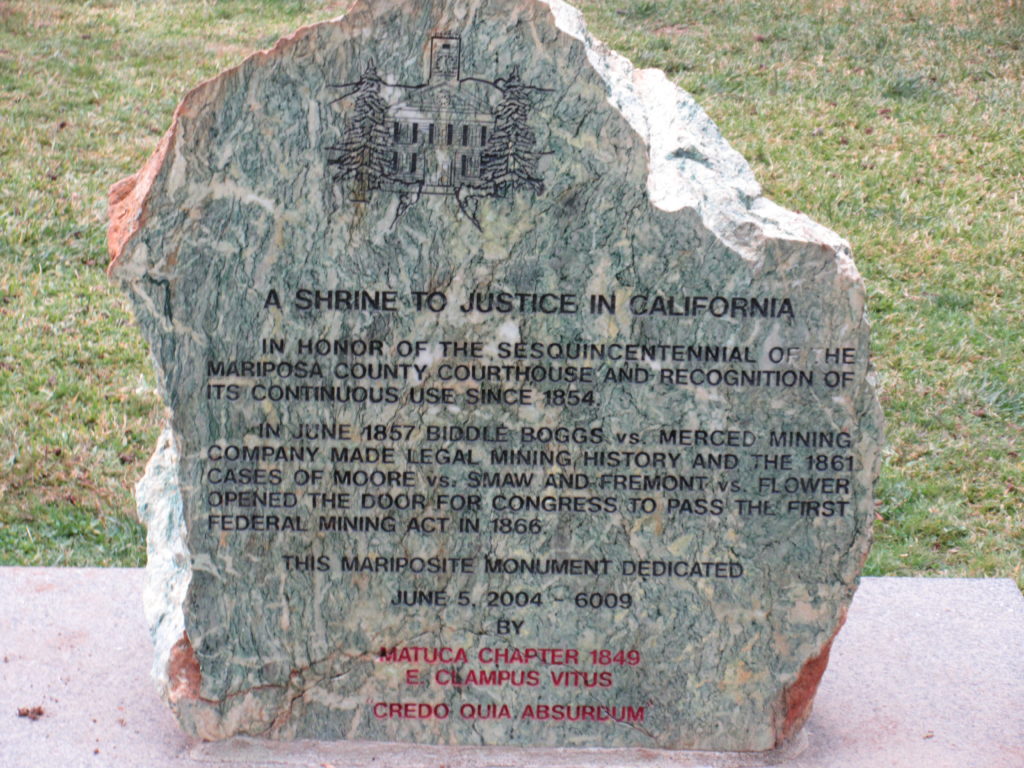 A SHRINE TO JUSTICE IN CALIFORNIA
IN HONOR OF THE SESQUINCENTENNIAL OF THE
MARIPOSA COUNTY COURTHOUSE AND RECOGNITION OF
ITS CONTINUOUS USE SINCE 1854.
IN JUNE 1857 BIDDLE BOGGS vs. MERCED MINING
COMPANY MADE LEGAL MINING HISTORY AND THE 1861
CASES OF MOORE vs. SMAW AND FREMONT vs. FLOWER
OPENED THE DOOR FOR CONGRESS TO PASS THE FIRST
FEDERAL MINING ACT IN 1866.
THIS MARIPOSITE MONUMENT DEDICATED
JUNE 5, 2004 - 6009
BY
MATUCA CHAPTER 1849
E. CLAMPUS VITUS
CREDO QUIA ABSURDUM